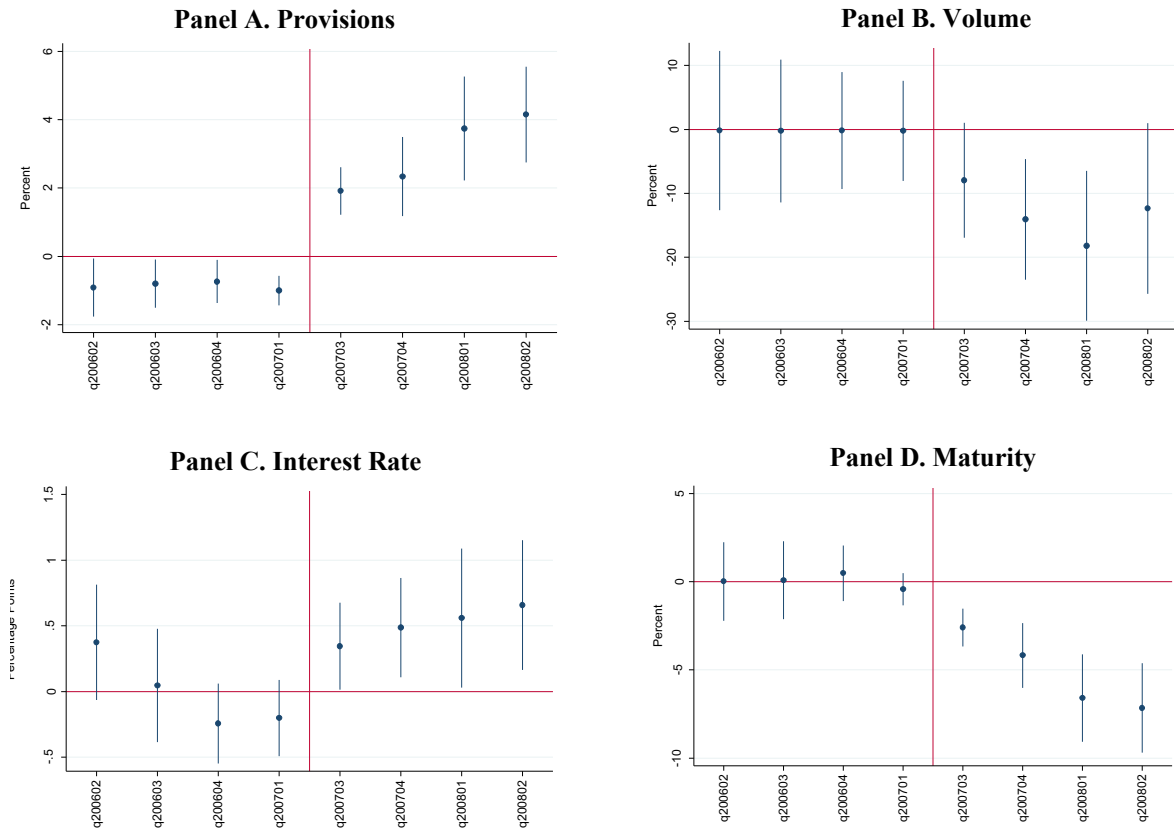 Panel A. Provisions
Percent
6
4
2
0
-2
q200602
q200603
q200604
q200701
q200703
q200704
q200801
q200802
Panel B. Volume
Percent
10
0
-10
-20
-30
q200602
q200603
q200604
q200701
q200703
q200704
q200801
q200802
Panel C. Interest Rate
Percentage Points
1.5
1
.5
0
-.5
q200602
q200603
q200604
q200701
q200703
q200704
q200801
q200802
Panel D. Maturity
Percent
5
0
-5
-10
q200602
q200603
q200604
q200701
q200703
q200704
q200801
q200802